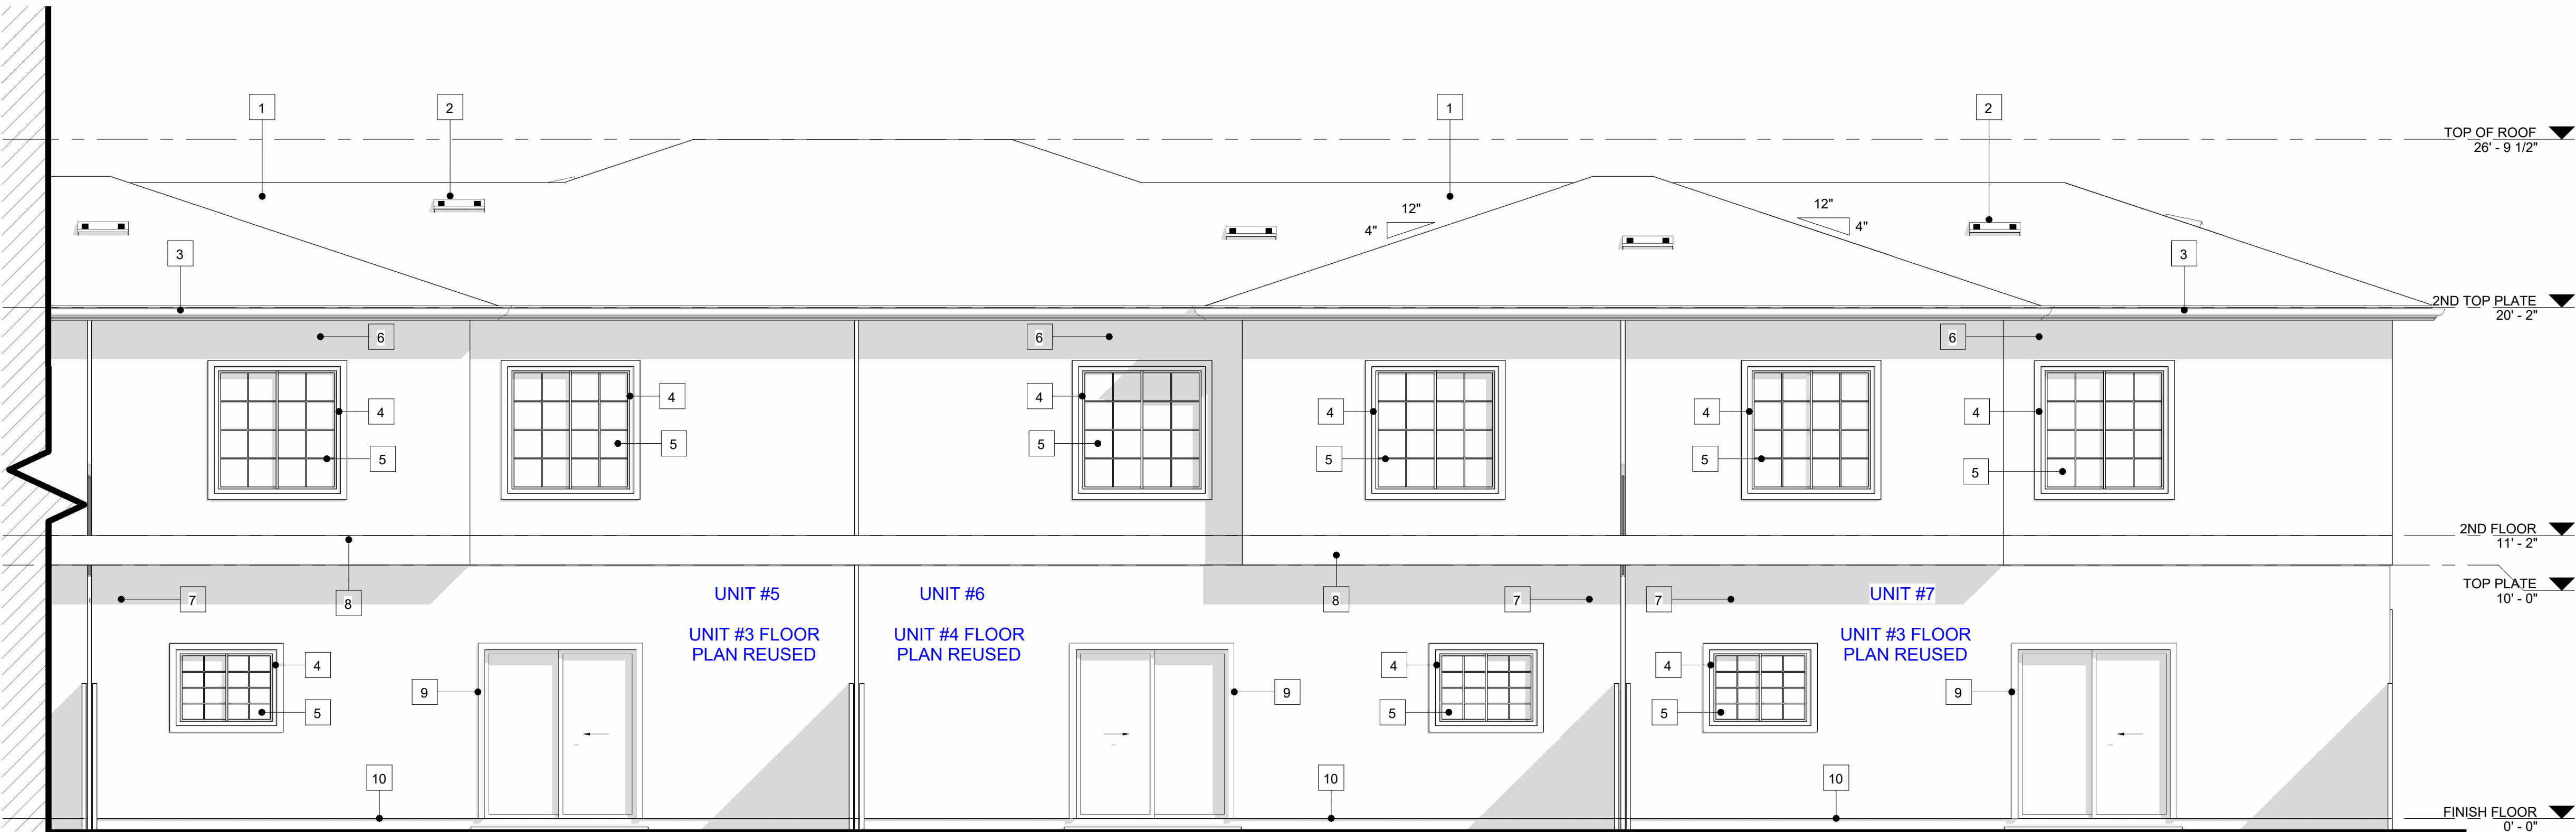 1
2
1
2
TOP OF ROOF
26' - 9 1/2"
12"
4"
12"
4"
3
3
2ND TOP PLATE
20' - 2"
6
6
6
4
4
4
4
4
4
5
5
5
5
5
5
2ND FLOOR
11' - 2"
7
8
UNIT #5
UNIT #6
8
7
7
UNIT #7
TOP PLATE
10' - 0"
UNIT #3 FLOOR
PLAN REUSED
UNIT #4 FLOOR
PLAN REUSED
UNIT #3 FLOOR
PLAN REUSED
4
4
4
9
9
9
5
5
5
10
10
10
FINISH FLOOR
0' - 0"